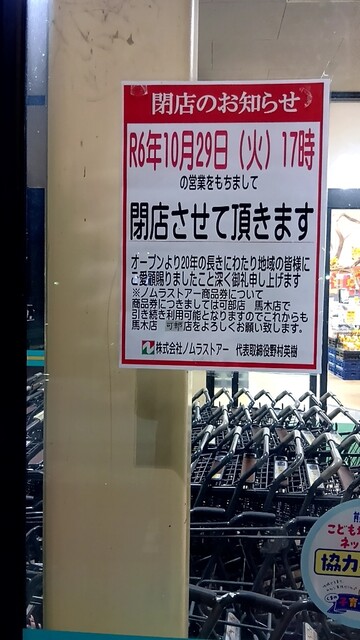 閉店のお知らせ
R6年10月29日（火）17時
の営業をもちまして
閉店させて頂きます
オープンより20年の長きにわたり地域の皆様に
ご愛顧賜りましたこと深く御礼申し上げます
※ノムラストアー商品券について
商品券につきましては可部店　馬木店で
引き続き利用可能となりますのでこれからも
馬木店　可部店をよろしくお願い致します。
株式会社ノムラストアー　代表取締役野村英樹
こども
ネッ
協力